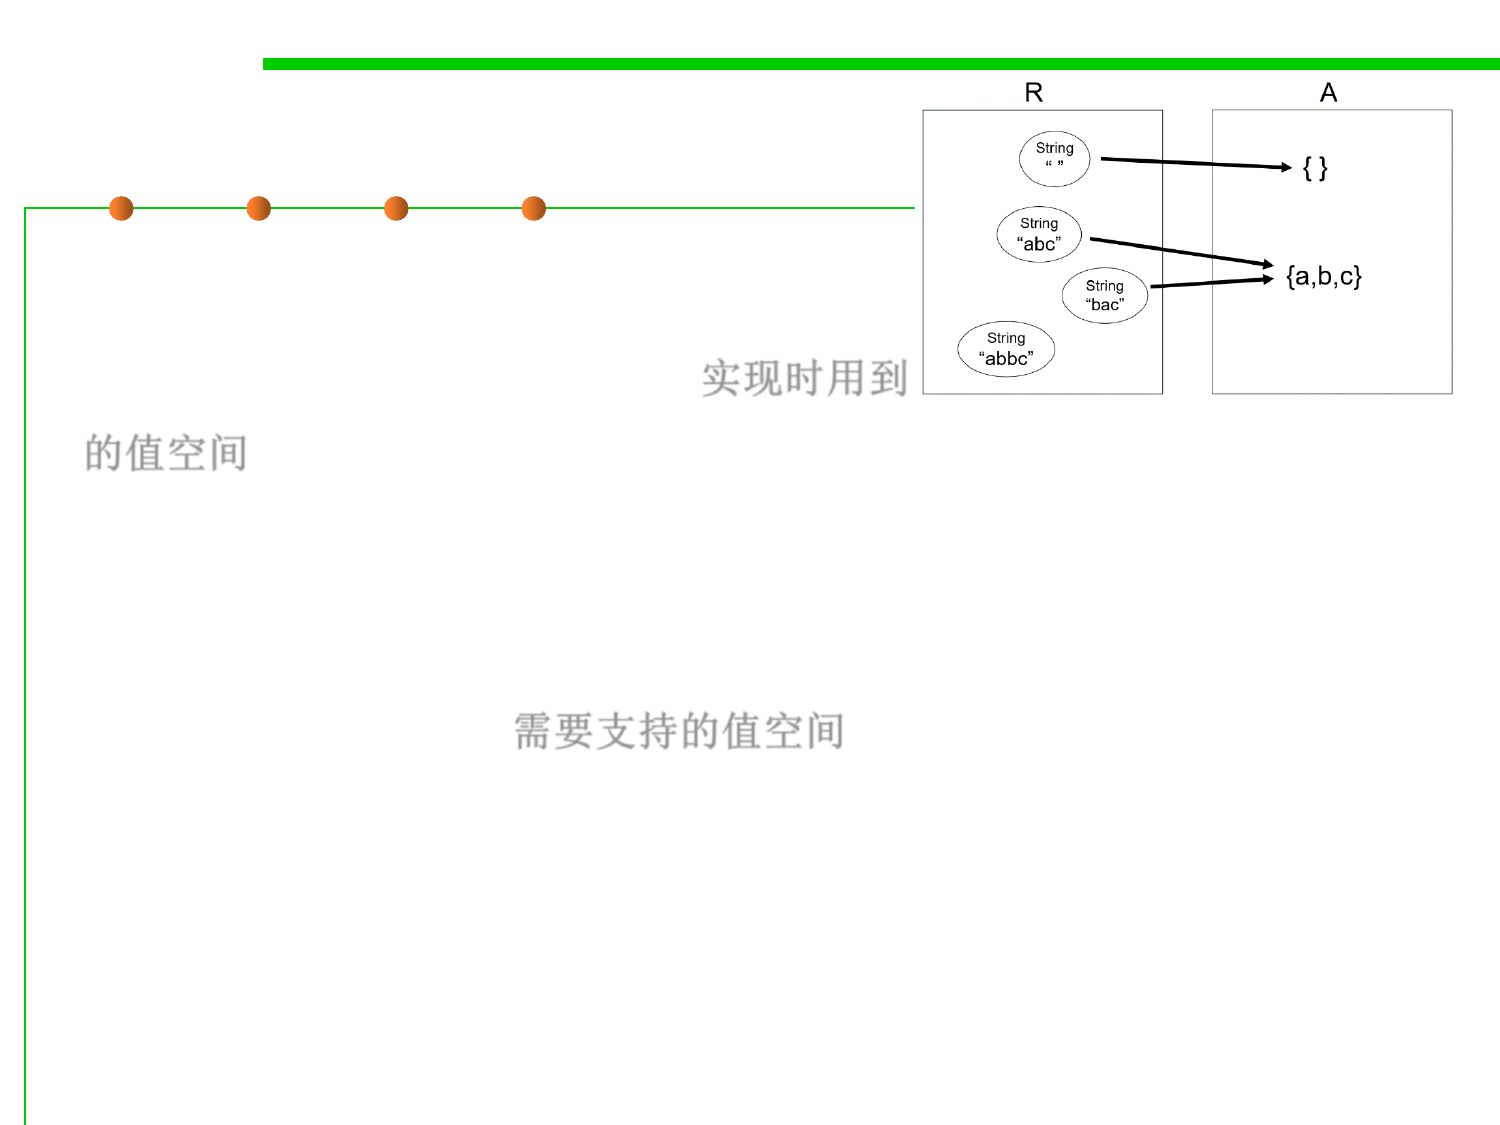 R A
String
“ ”
{ }
String
“abc”
{a,b,c}
String
“bac”
String
“abbc”
实现时用到
的值空间
需要支持的值空间